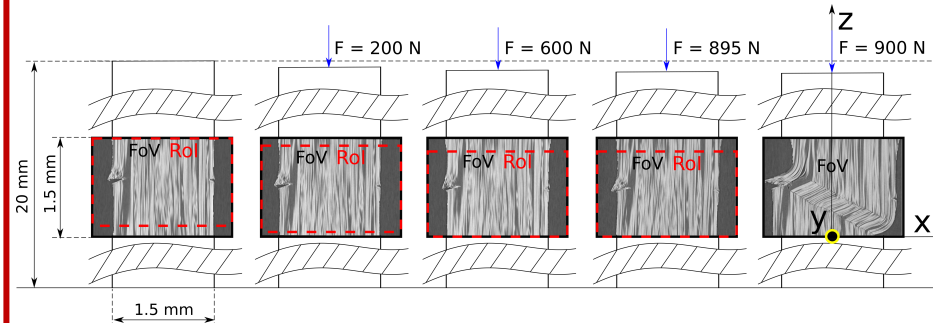 z
F = 200 N
F = 600 N
F = 895 N
F = 900 N
20 mm
1.5 mm
FoV RoI
FoV RoI
FoV RoI
FoV RoI
FoV
y
x
1.5 mm